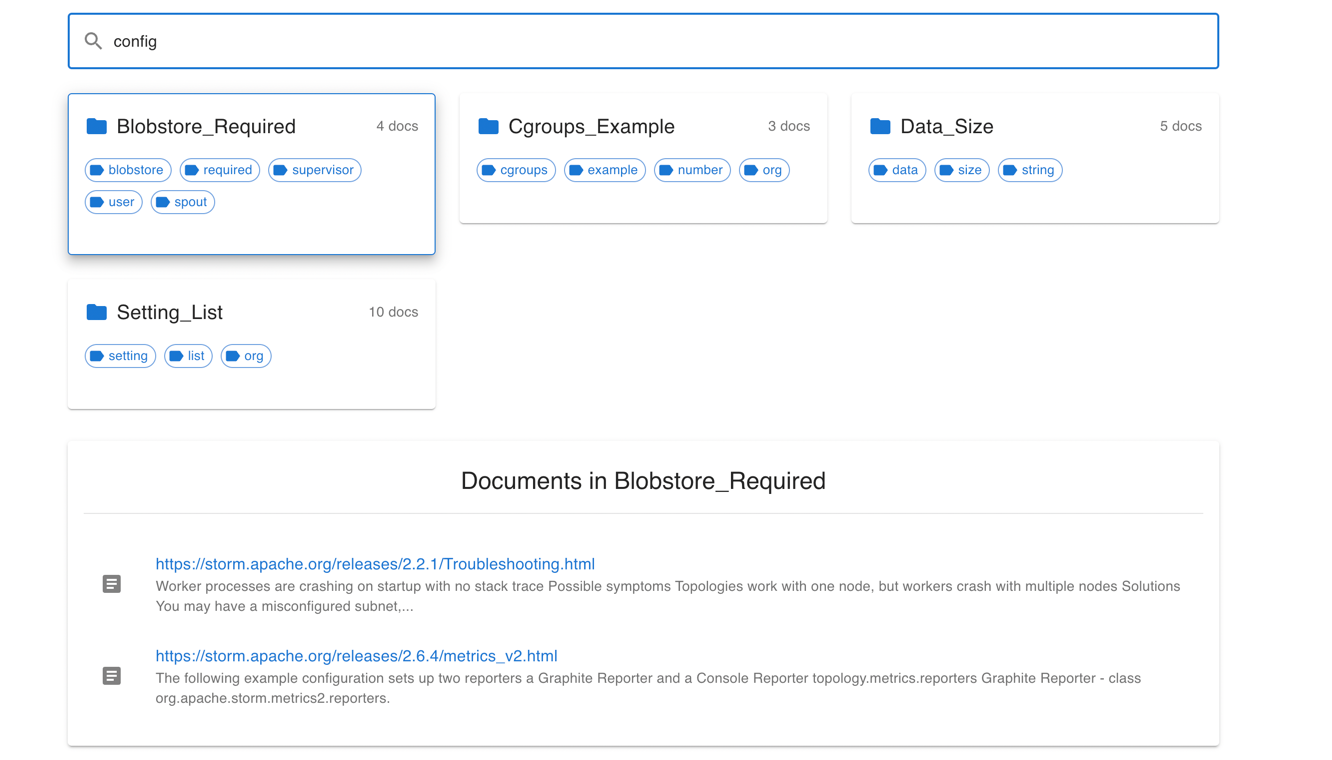 config
Blobstore_Required 4 docs
blobstore required supervisor
user spout
Cgroups_Example 3 docs
cgroups example number org
Data_Size 5 docs
data size string
Setting_List 10 docs
setting list org
Documents in Blobstore_Required
https://storm.apache.org/releases/2.2.1/Troubleshooting.html
Worker processes are crashing on startup with no stack trace Possible symptoms Topologies work with one node, but workers crash with multiple nodes Solutions
You may have a misconfigured subnet,...
https://storm.apache.org/releases/2.6.4/metrics_v2.html
The following example configuration sets up two reporters a Graphite Reporter and a Console Reporter topology.metrics.reporters Graphite Reporter - class
org.apache.storm.metrics2.reporters.